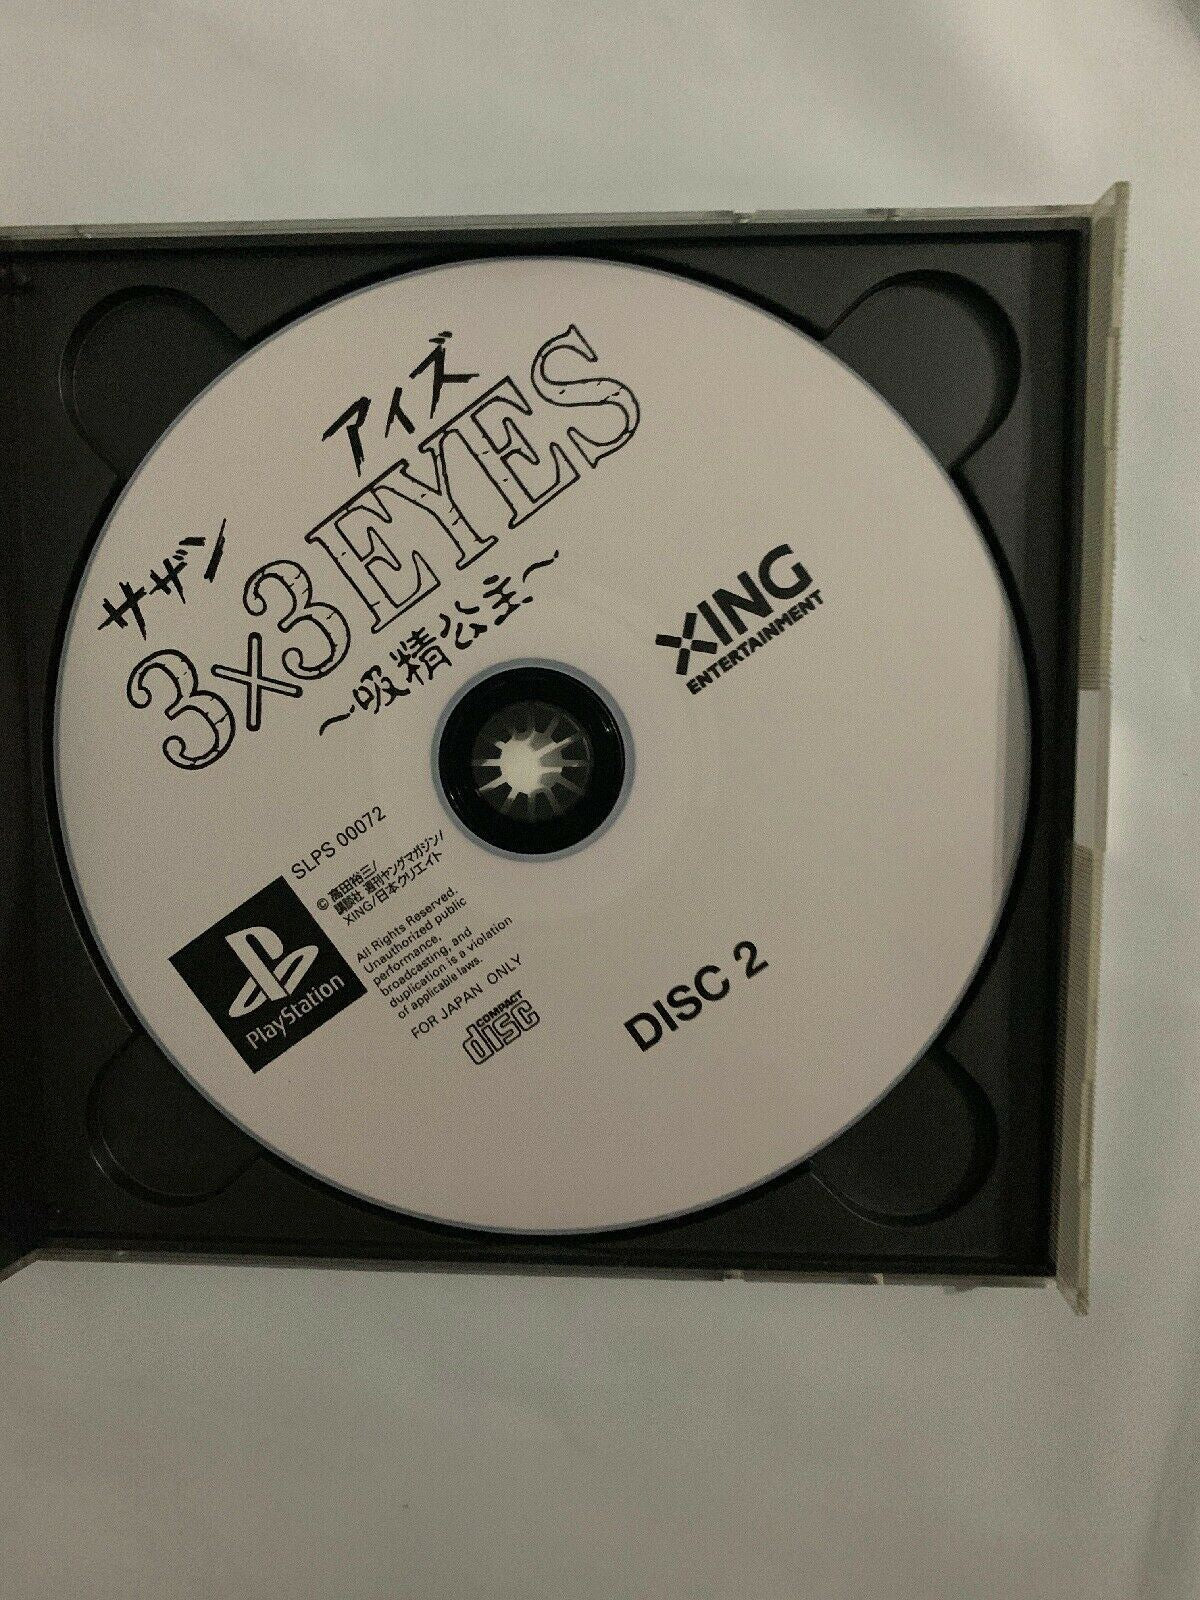 サザン アイズ
3×3EYES
～吸精公主～
XING
ENTERTAINMENT
SLPS 00072
© 高田裕三/
講談社 週刊ヤングマガジン/
XING/日本クリエイト
All Rights Reserved.
Unauthorized public
performance,
broadcasting, and
duplication is a violation
of applicable laws.
FOR JAPAN ONLY
PlayStation
COMPACT
disc
DISC 2